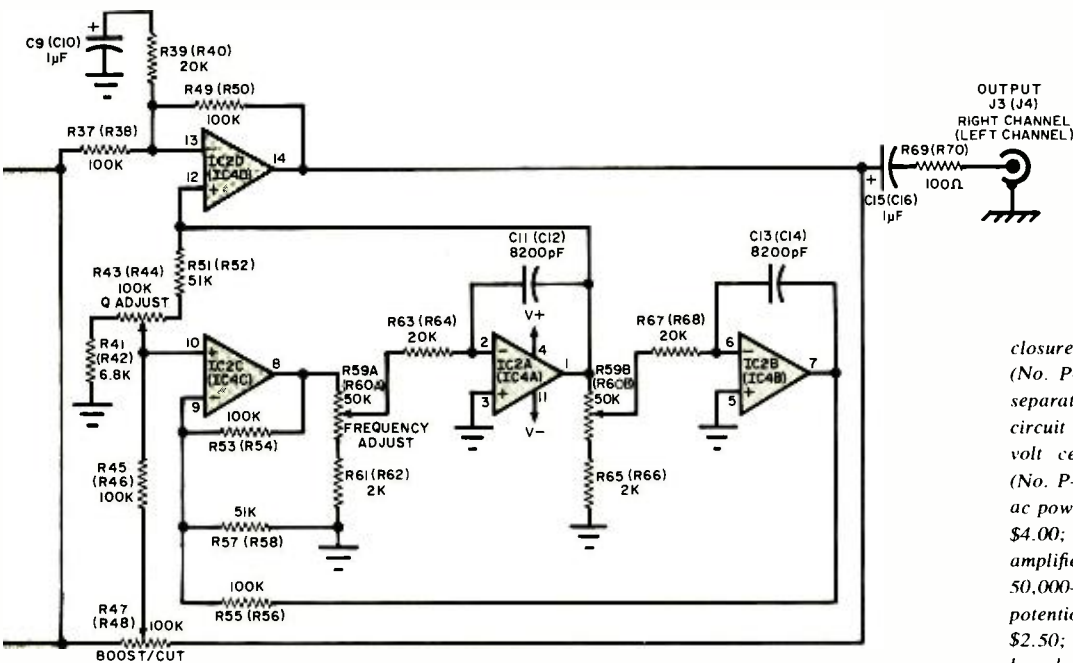 C9 (C10)
1µF
+
R39 (R40)
20K
R49 (R50)
100K
R37 (R38)
100K
13
−
IC2D
(IC4D)
12
+
14
OUTPUT
J3 (J4)
RIGHT CHANNEL
(LEFT CHANNEL)
R69 (R70)
100Ω
+
C15 (C16)
1µF
R43 (R44)
100K
Q ADJUST
R51 (R52)
51K
R41
(R42)
6.8K
10
+
IC2C
(IC4C)
−
9
8
100K
R53 (R54)
R59A
(R60A)
50K
FREQUENCY
ADJUST
R61 (R62)
2K
R63 (R64)
20K
C11 (C12)
8200pF
V+
4
2
−
IC2A
(IC4A)
+
3
1
11
V−
R59B
(R60B)
50K
R65 (R66)
2K
R67 (R68)
20K
C13 (C14)
8200pF
6
−
IC2B
(IC4B)
+
5
7
R45
(R46)
100K
51K
R57 (R58)
100K
R55 (R56)
R47
(R48)
100K
BOOST/CUT
closure
(No. P-
separat
circuit
volt ce
(No. P-
ac pow
$4.00;
amplifie
50,000-
potentio
$2.50;